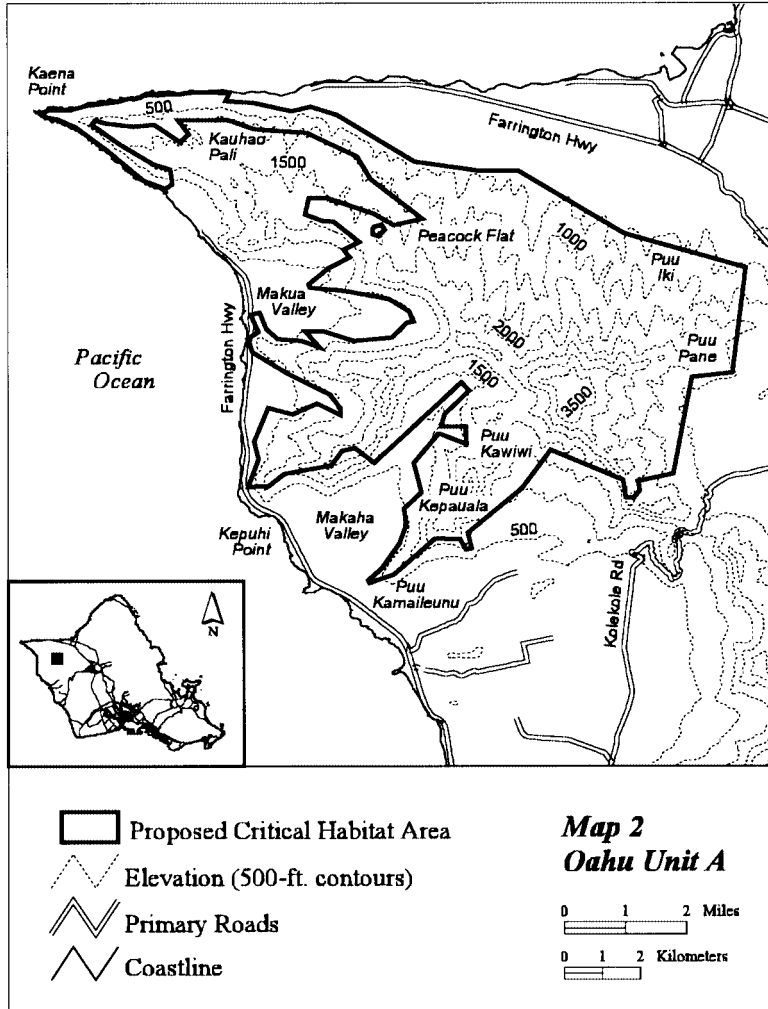 Kaena
Point
500
Kauhao
Pali
1500
Farrington Hwy
Peacock Flat
1000
Puu
Iki
Makua
Valley
Farrington Hwy
Pacific
Ocean
2000
Puu
Pane
1500
3500
Puu
Kawiwi
Puu
Kepauala
Makaha
Valley
500
Kepuhi
Point
Puu
Kamaileunu
Kolekole Rd
N
Proposed Critical Habitat Area
Elevation (500-ft. contours)
Primary Roads
Coastline
Map 2
Oahu Unit A
0 1 2 Miles
0 1 2 Kilometers